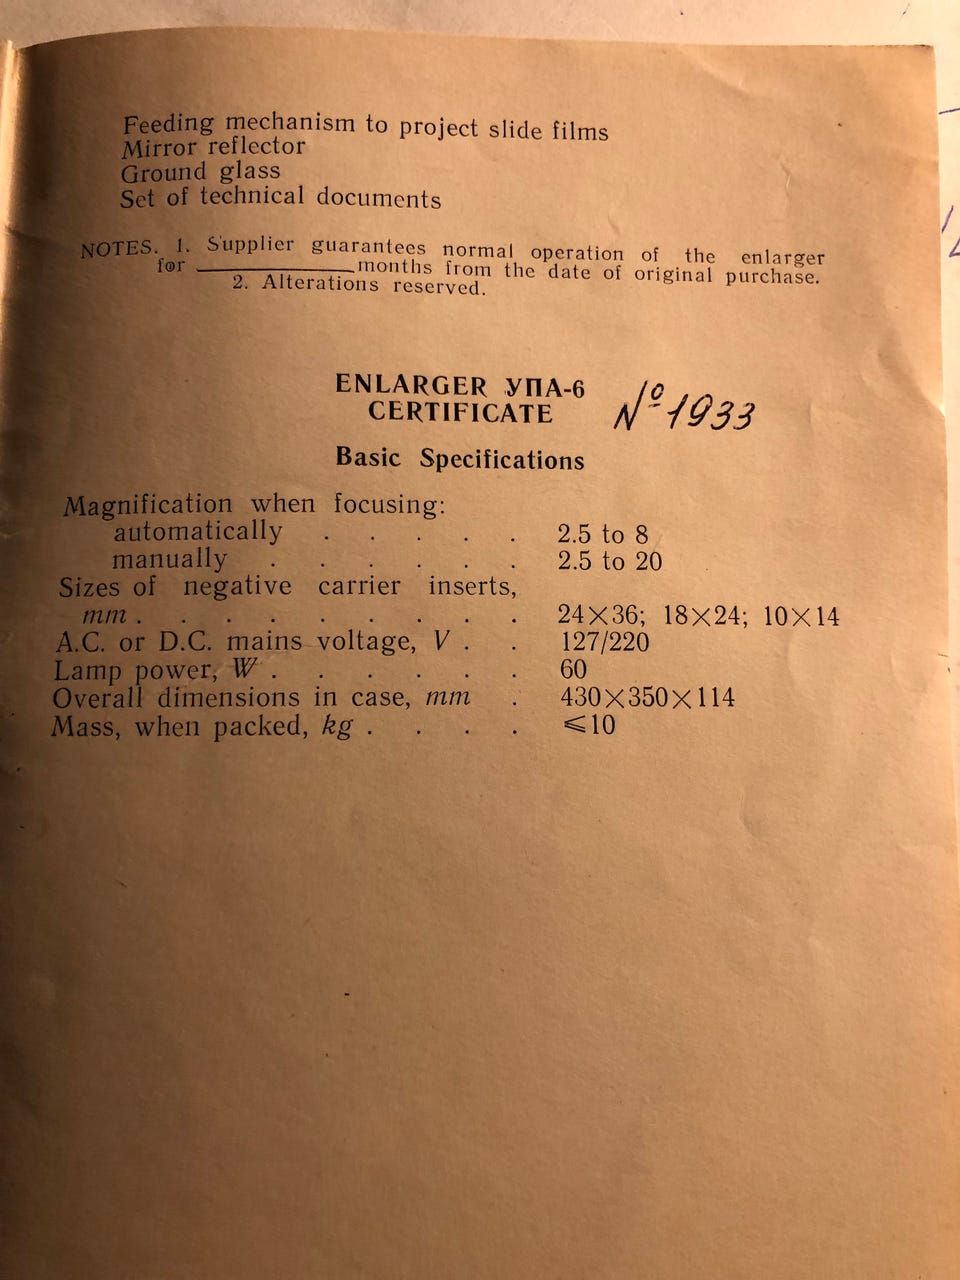 Feeding mechanism to project slide films
Mirror reflector
Ground glass
Set of technical documents
NOTES. 1. Supplier guarantees normal operation of the enlarger
for ____________ months from the date of original purchase.
2. Alterations reserved.
ENLARGER УПА-6
CERTIFICATE № 1933
Basic Specifications
Magnification when focusing:
automatically . . . . . 2.5 to 8
manually . . . . . . 2.5 to 20
Sizes of negative carrier inserts,
mm . . . . . . . . . 24×36; 18×24; 10×14
A.C. or D.C. mains voltage, V . . 127/220
Lamp power, W . . . . . . 60
Overall dimensions in case, mm . 430×350×114
Mass, when packed, kg . . . . ⩽10